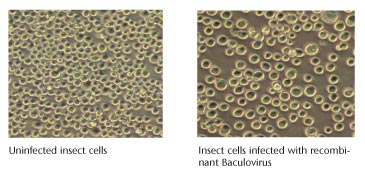 Uninfected insect cells
Insect cells infected with recombi-
nant Baculovirus